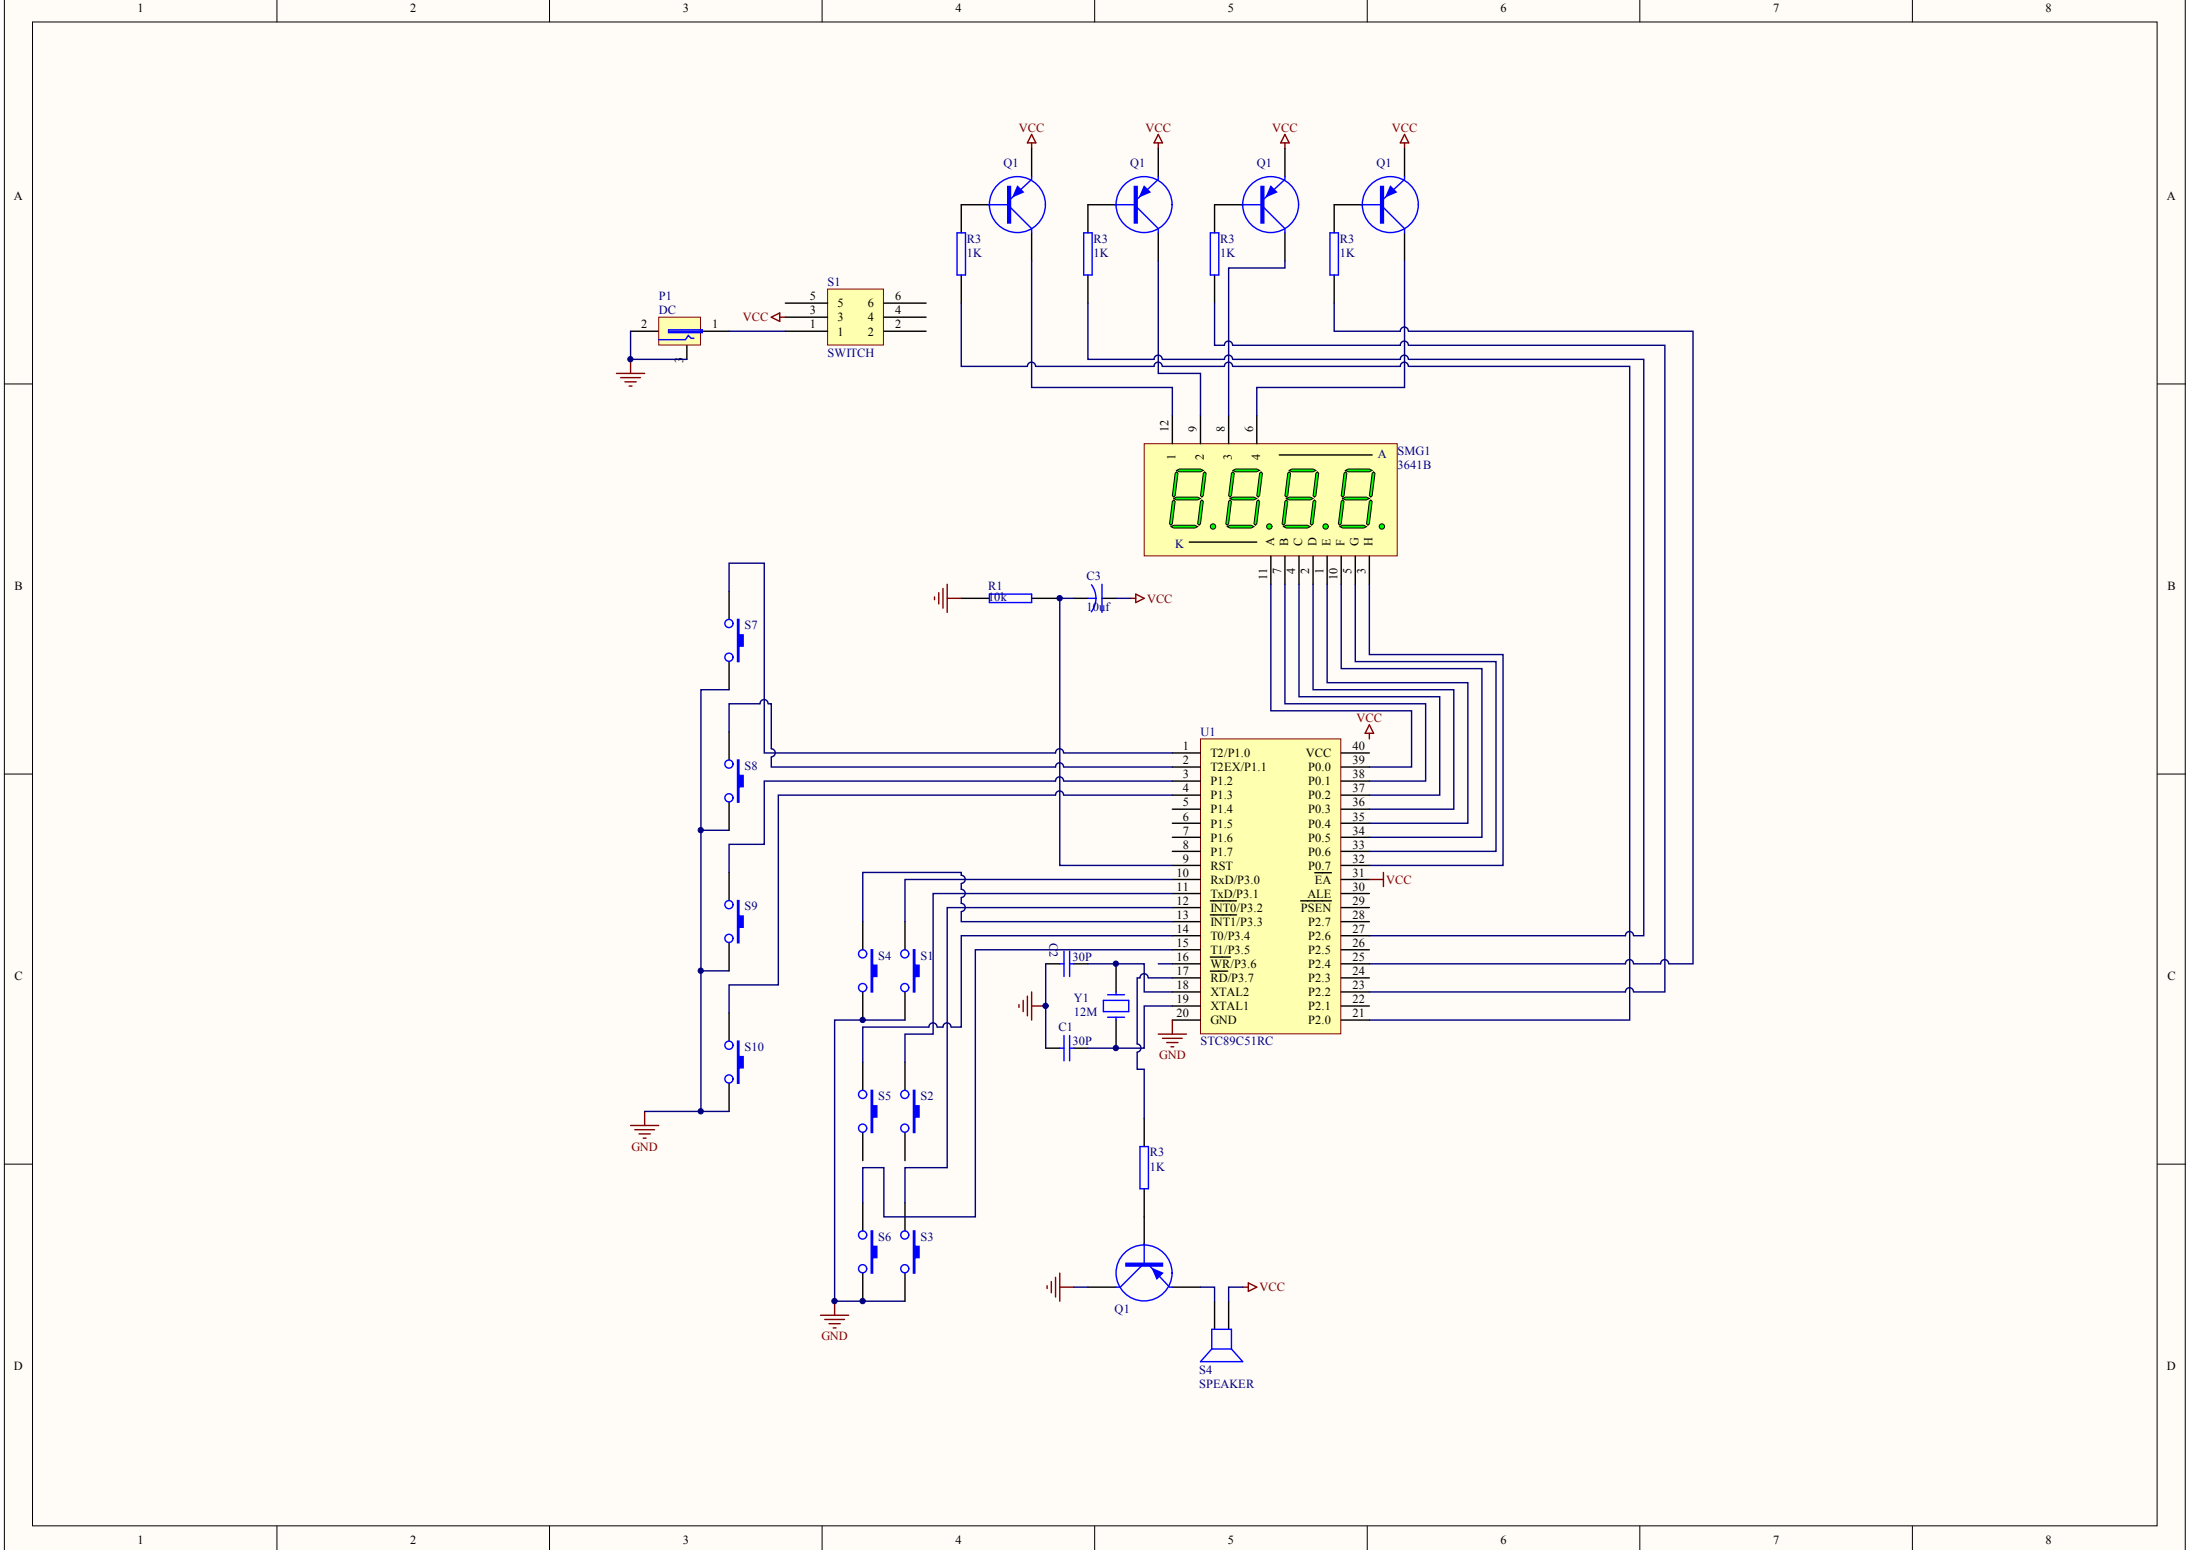 1 2 3 4 5 6 7 8
A A
VCC VCC VCC VCC
Q1 Q1 Q1 Q1
R3 R3 R3 R3
1K 1K 1K 1K
P1
DC
2 1
3
S1
5 5 6 6
VCC 3 3 4 4
1 1 2 2
SWITCH
12 9 8 6
1 2 3 4 A
SMG1
3641B
K A B C D E F G H
11 7 4 2 1 10 5 3
B B
R1
10k
C3
10uf
VCC
S7
S8
S9
S10
GND
VCC
U1
1 T2/P1.0 VCC 40
2 T2EX/P1.1 P0.0 39
3 P1.2 P0.1 38
4 P1.3 P0.2 37
5 P1.4 P0.3 36
6 P1.5 P0.4 35
7 P1.6 P0.5 34
8 P1.7 P0.6 33
9 RST P0.7 32
10 RxD/P3.0 EA 31 VCC
11 TxD/P3.1 ALE 30
12 INT0/P3.2 PSEN 29
13 INT1/P3.3 P2.7 28
14 T0/P3.4 P2.6 27
15 T1/P3.5 P2.5 26
16 WR/P3.6 P2.4 25
17 RD/P3.7 P2.3 24
18 XTAL2 P2.2 23
19 XTAL1 P2.1 22
20 GND P2.0 21
STC89C51RC
GND
C C
S4 S1
C2
30P
Y1
12M
C1
30P
S5 S2
S6 S3
GND
R3
1K
Q1
VCC
S4
SPEAKER
D D
1 2 3 4 5 6 7 8